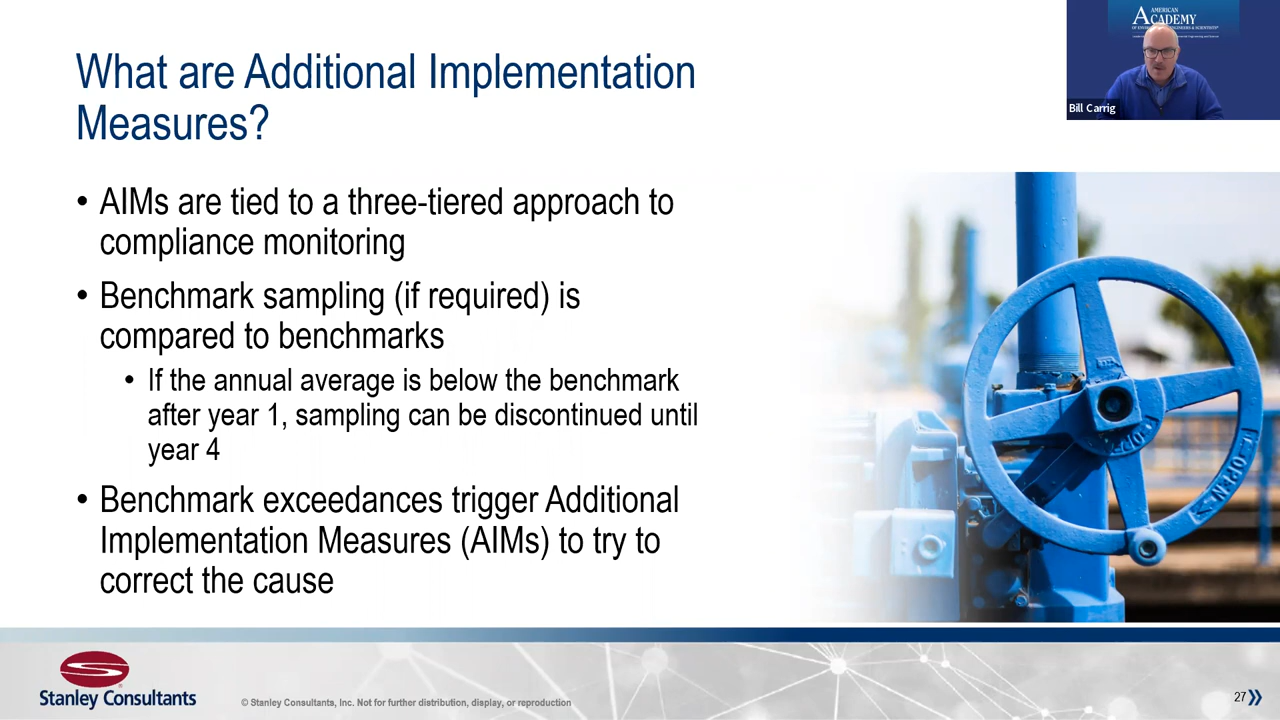 What are Additional Implementation
Measures?
AMERICAN
ACADEMY
Bill Carrig
• AIMs are tied to a three-tiered approach to
compliance monitoring
• Benchmark sampling (if required) is
compared to benchmarks
• If the annual average is below the benchmark
after year 1, sampling can be discontinued until
year 4
• Benchmark exceedances trigger Additional
Implementation Measures (AIMs) to try to
correct the cause
OPEN
Stanley Consultants
© Stanley Consultants, Inc. Not for further distribution, display, or reproduction
27